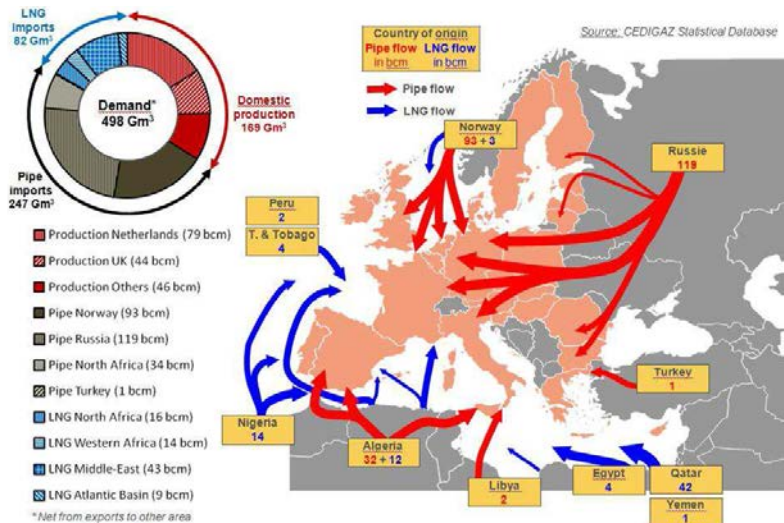 LNG
imports
82 Gm³
Demand*
498 Gm³
Domestic
production
169 Gm³
Pipe
imports
247 Gm³
Production Netherlands (79 bcm)
Production UK (44 bcm)
Production Others (46 bcm)
Pipe Norway (93 bcm)
Pipe Russia (119 bcm)
Pipe North Africa (34 bcm)
Pipe Turkey (1 bcm)
LNG North Africa (16 bcm)
LNG Western Africa (14 bcm)
LNG Middle-East (43 bcm)
LNG Atlantic Basin (9 bcm)
*Net from exports to other area
Country of origin
Pipe flow LNG flow
in bcm in bcm
Pipe flow
LNG flow
Source: CEDIGAZ Statistical Database
Norway
93 + 3
Russie
119
Peru
2
T. & Tobago
4
Nigeria
14
Algeria
32 + 12
Libya
2
Turkey
1
Egypt
4
Qatar
42
Yemen
1